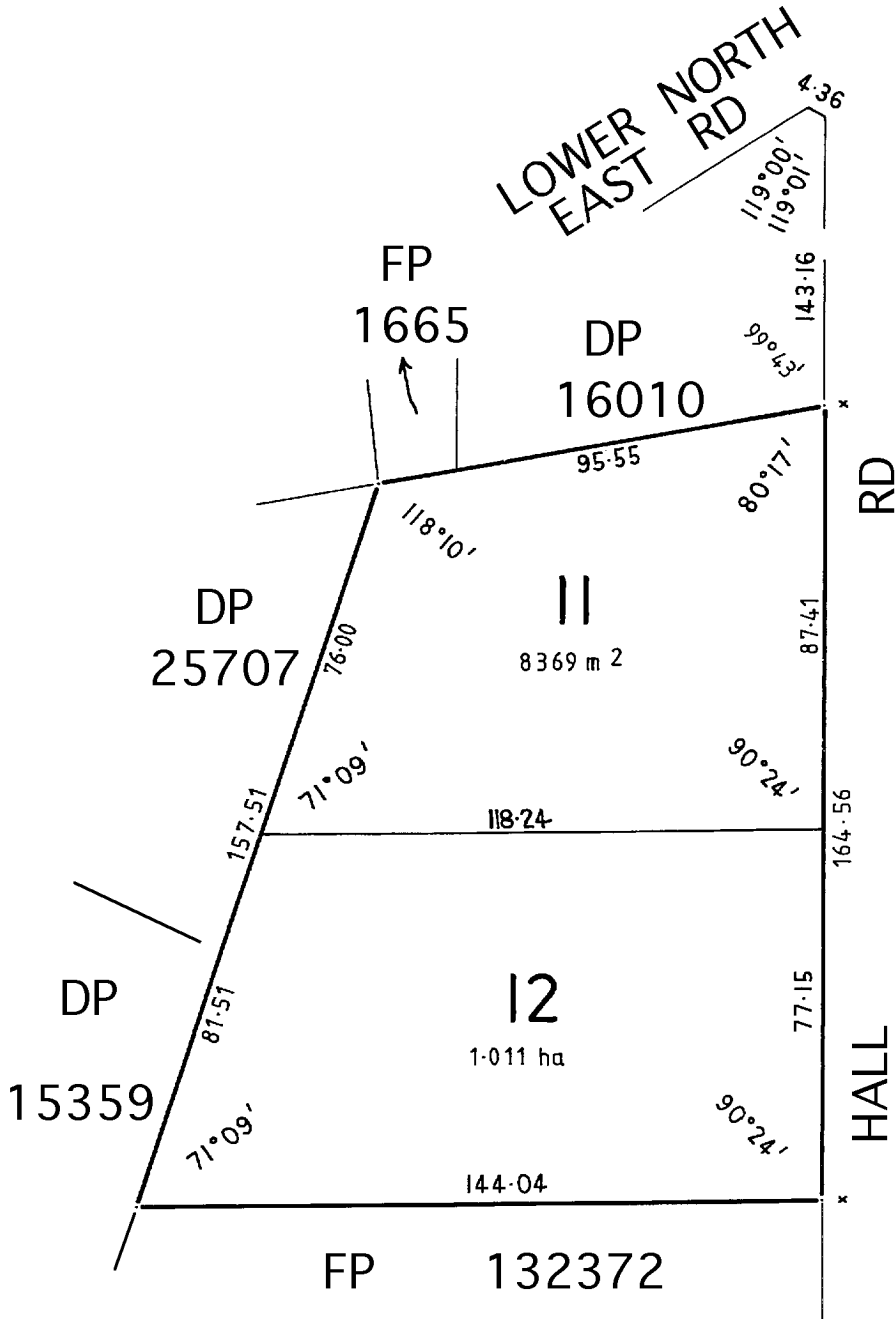 LOWER NORTH
EAST RD
4·36
119°00'
119°01'
143·16
99°43'
FP
1665
DP
16010
x
95·55
80°17'
118°10'
RD
DP
25707
76·00
11
8369 m 2
87·41
71°09'
90°24'
157·51
118·24
164·56
DP
15359
81·51
12
1·011 ha
77·15
HALL
71°09'
90°24'
144·04
x
FP 132372